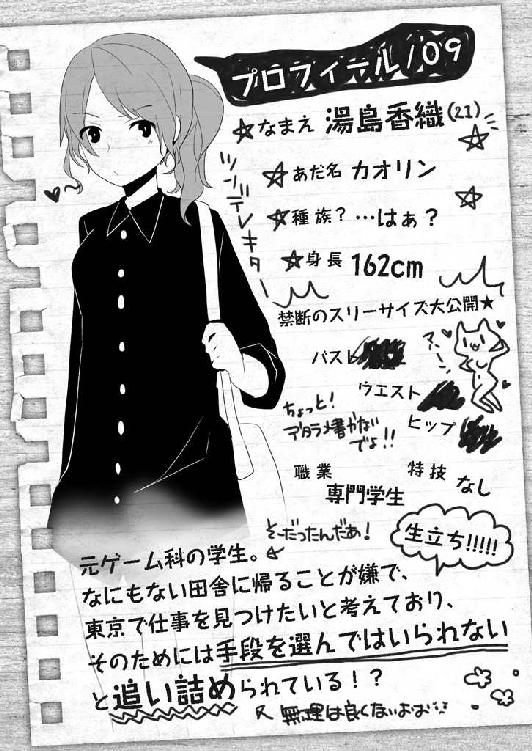 プロフィール/09
☆なまえ 湯島香織(21)
☆あだ名 カオリン
ツンデレキター
☆種族? …はぁ?
☆身長 162cm
禁断のスリーサイズ大公開★
バスト
ウエスト
ヒップ
ちょっと!
デタラメ書かない
でよ!!
職業 専門学生
特技 なし
そーだったんだぁ!
生立ち!!!!!
元ゲーム科の学生。
なにもない田舎に帰ることが嫌で、
東京で仕事を見つけたいと考えており、
そのためには手段を選んではいられない
と追い詰められている!?
無理は良くないよぉ